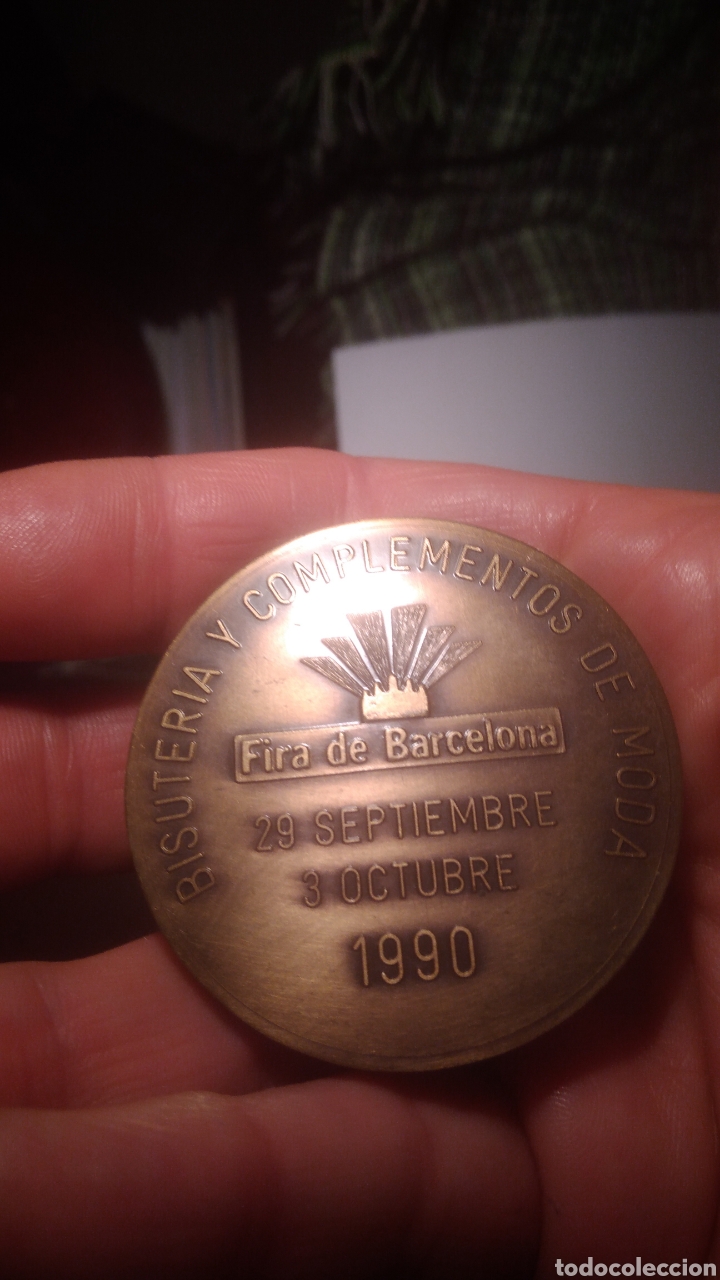 BISUTERIA Y COMPLEMENTOS DE MODA
Fira de Barcelona
29 SEPTIEMBRE
3 OCTUBRE
1990
todocoleccion